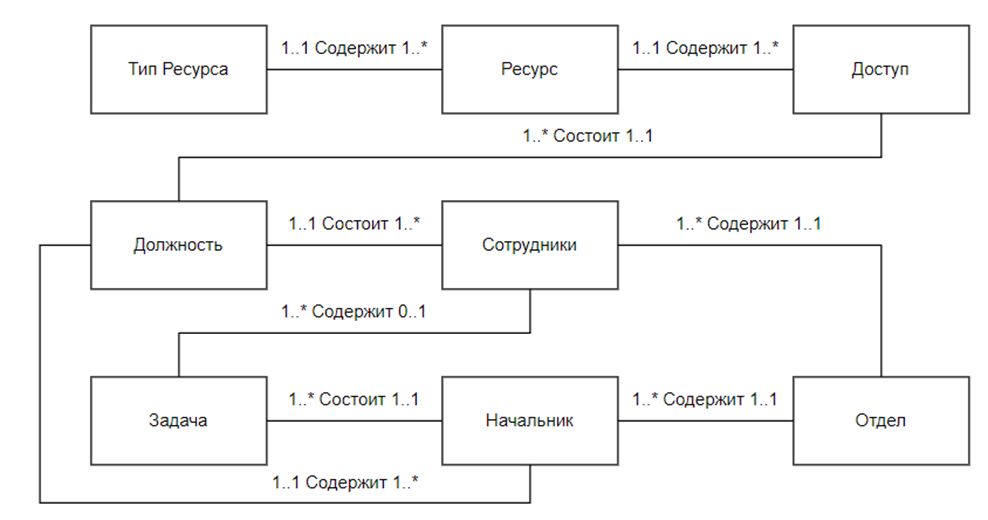 1..1 Содержит 1..*
1..1 Содержит 1..*
Тип Ресурса
Ресурс
Доступ
1..* Состоит 1..1
1..1 Состоит 1..*
1..* Содержит 1..1
Должность
Сотрудники
1..* Содержит 0..1
1..* Состоит 1..1
1..* Содержит 1..1
Задача
Начальник
Отдел
1..1 Содержит 1..*